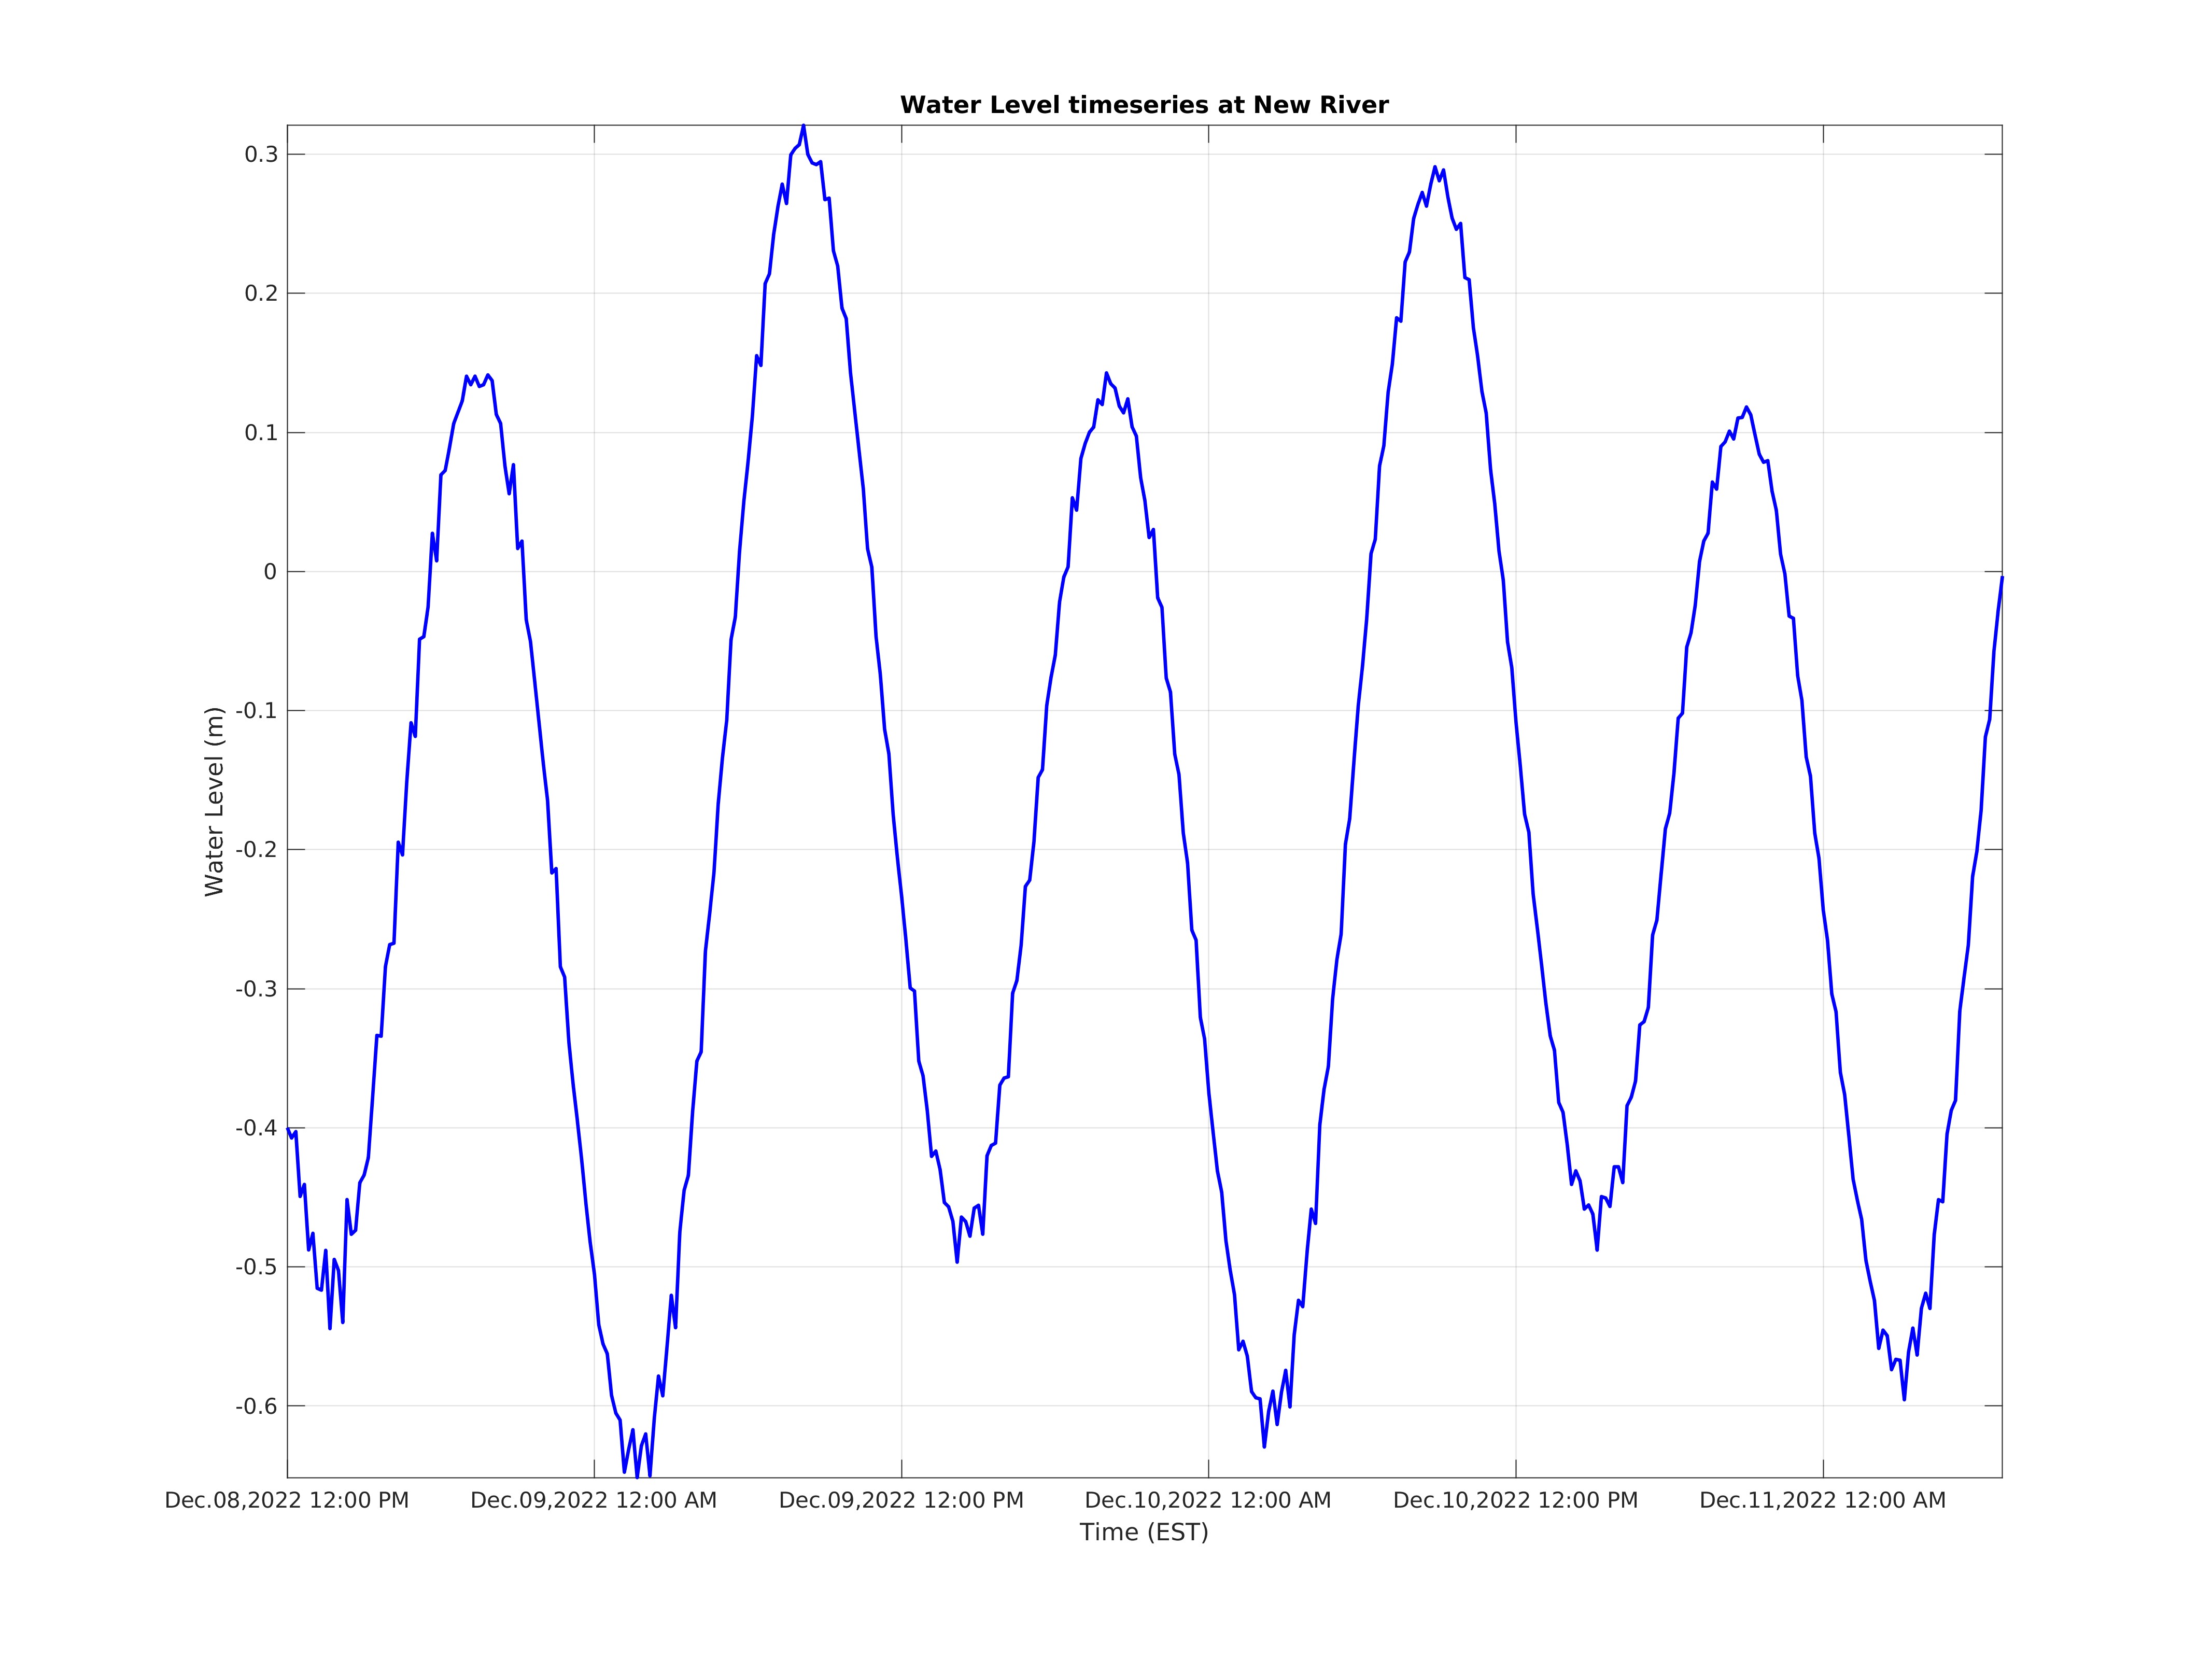 Water Level timeseries at New River
0.3
0.2
0.1
0
-0.1
-0.2
-0.3
-0.4
-0.5
-0.6
Water Level (m)
Dec.08,2022 12:00 PM Dec.09,2022 12:00 AM Dec.09,2022 12:00 PM Dec.10,2022 12:00 AM Dec.10,2022 12:00 PM Dec.11,2022 12:00 AM
Time (EST)